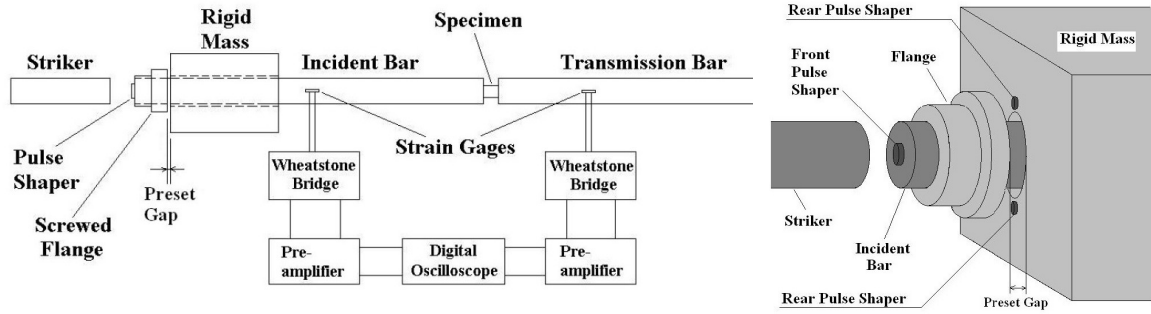 Striker
Rigid
Mass
Incident Bar
Specimen
Transmission Bar
Pulse
Shaper
Preset
Gap
Screwed
Flange
Strain Gages
Wheatstone
Bridge
Wheatstone
Bridge
Pre-
amplifier
Digital
Oscilloscope
Pre-
amplifier
Rear Pulse Shaper
Front
Pulse
Shaper
Flange
Rigid Mass
Striker
Incident
Bar
Rear Pulse Shaper
Preset Gap